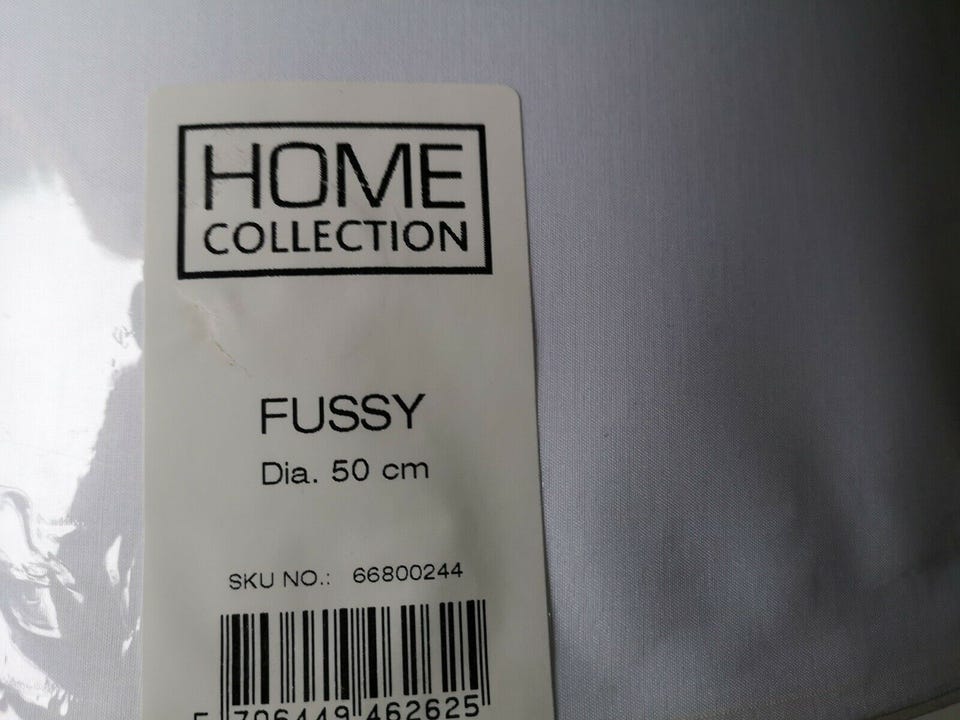 HOME
COLLECTION
FUSSY
Dia. 50 cm
SKU NO.: 66800244
5 706449 462625